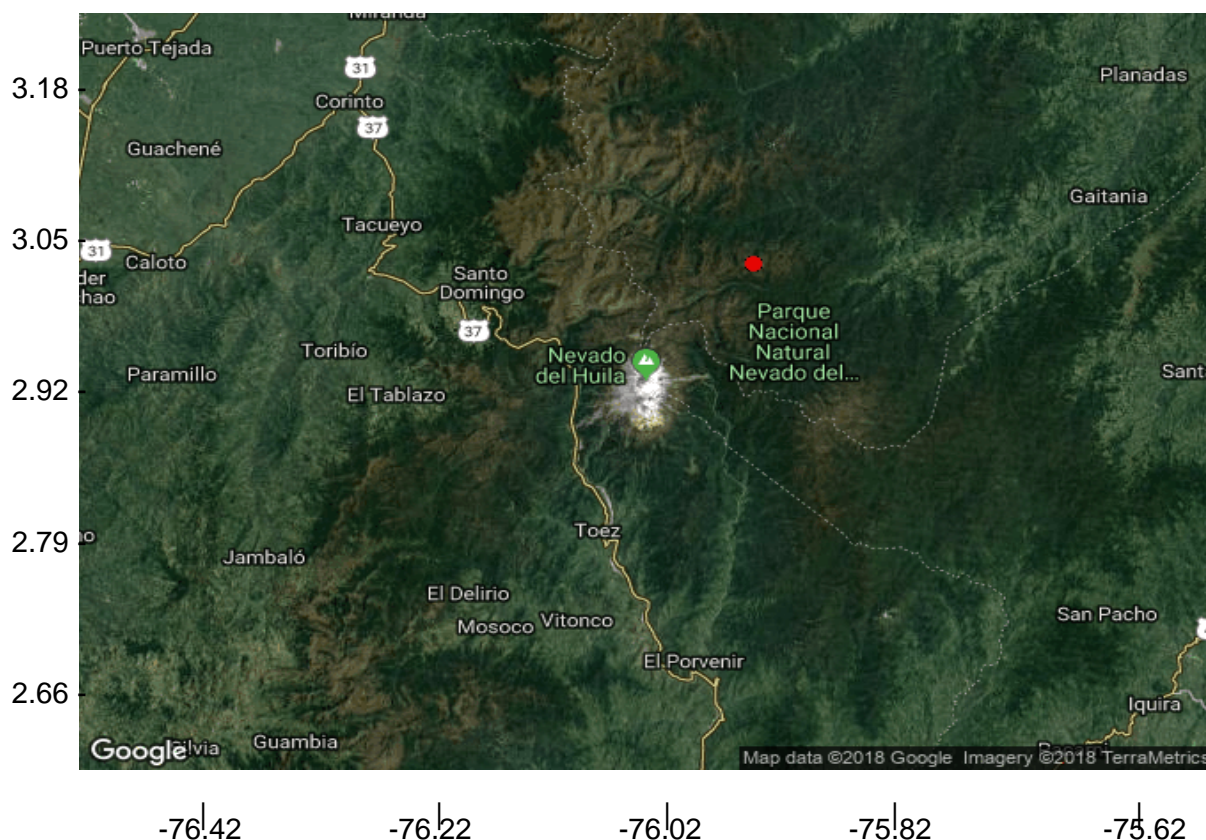 Miranda
Puerto Tejada
31
3.18
Planadas
Corinto
37
Guachené
Gaitania
Tacueyo
3.05
31
Caloto
der
chao
Santo
Domingo
37
Parque
Nacional
Natural
Nevado del...
Toribío
Nevado
del Huila
Paramillo
Sant
2.92
El Tablazo
Toez
2.79
Jambaló
El Delirio
San Pacho
Mosoco
Vitonco
El Porvenir
2.66
Iquira
Guambia
Google
Silvia
Map data ©2018 Google Imagery ©2018 TerraMetrics
-76.42
-76.22
-76.02
-75.82
-75.62